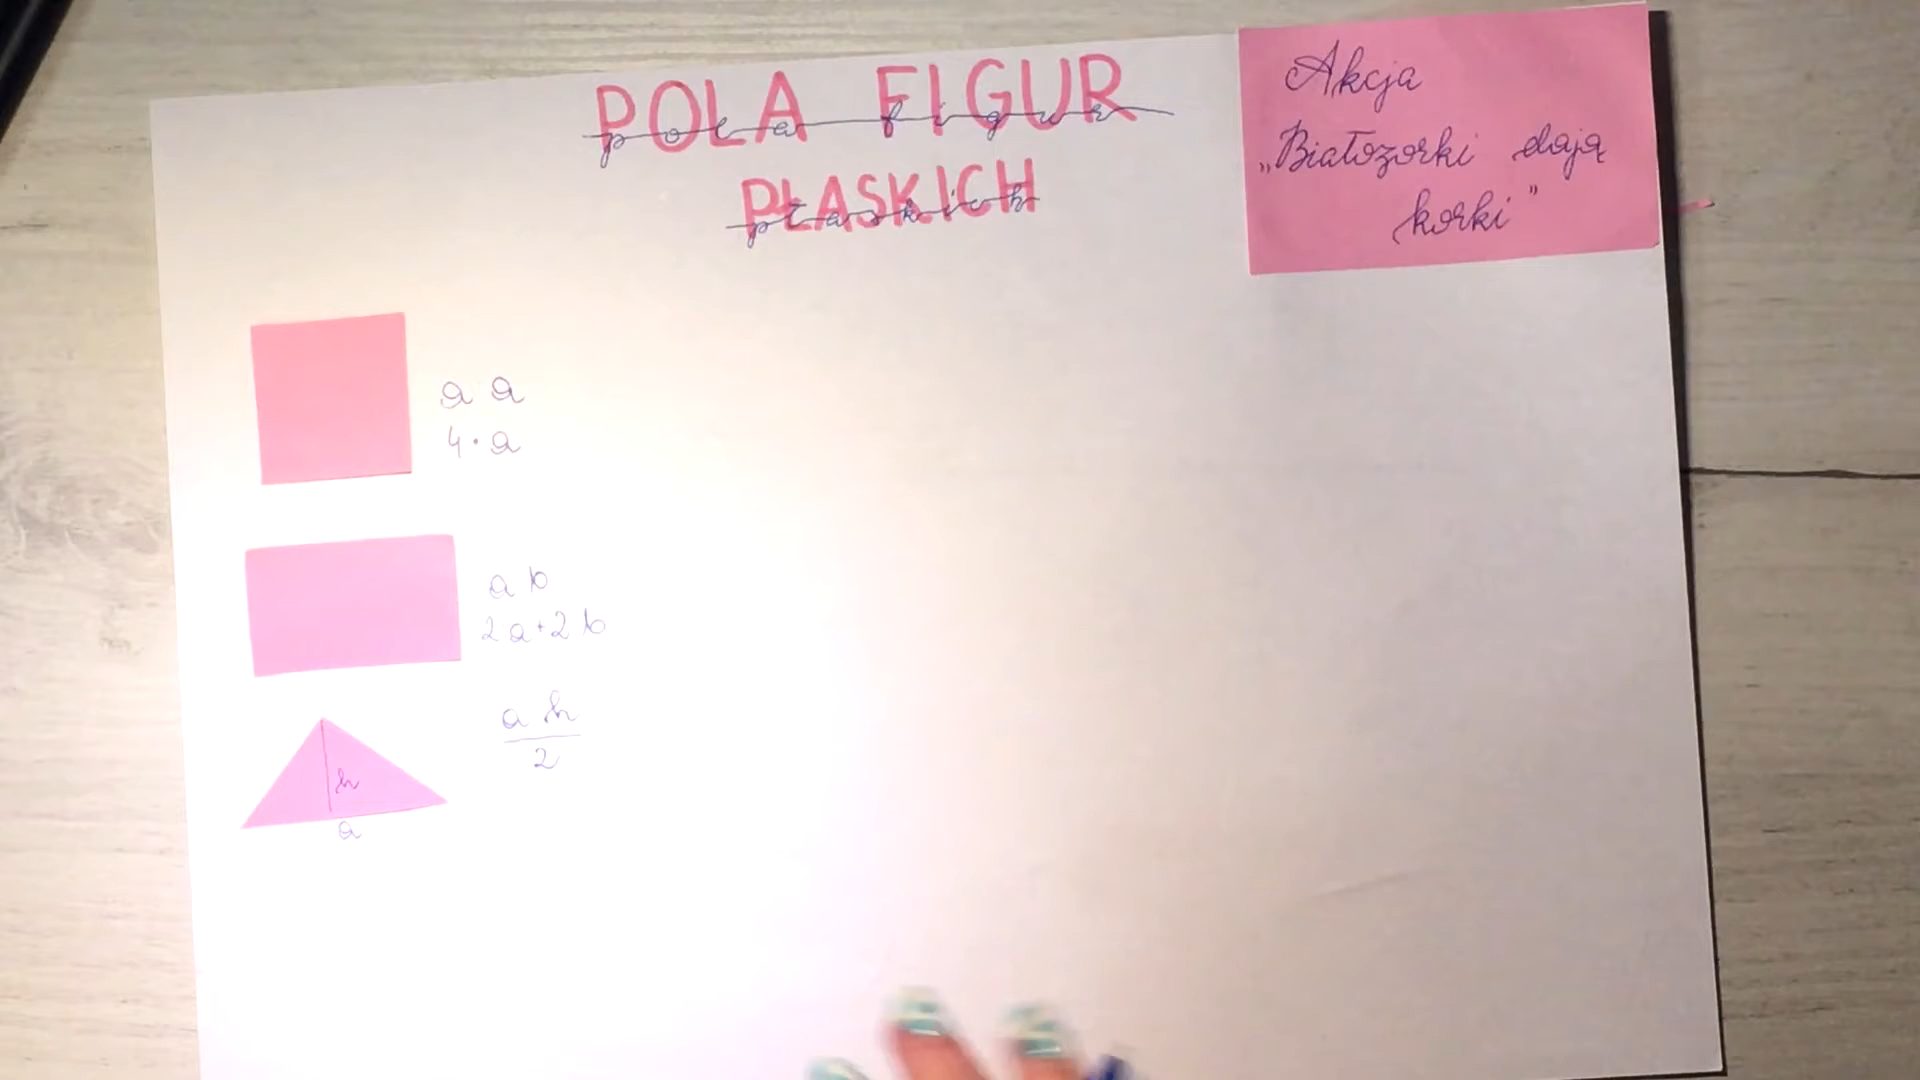 POLA FIGUR
pola figur
PŁASKICH
płaskich
Akcja
„Białozorki dają
korki"
a a
4·a
a b
2a+2b
a h
2
h
a